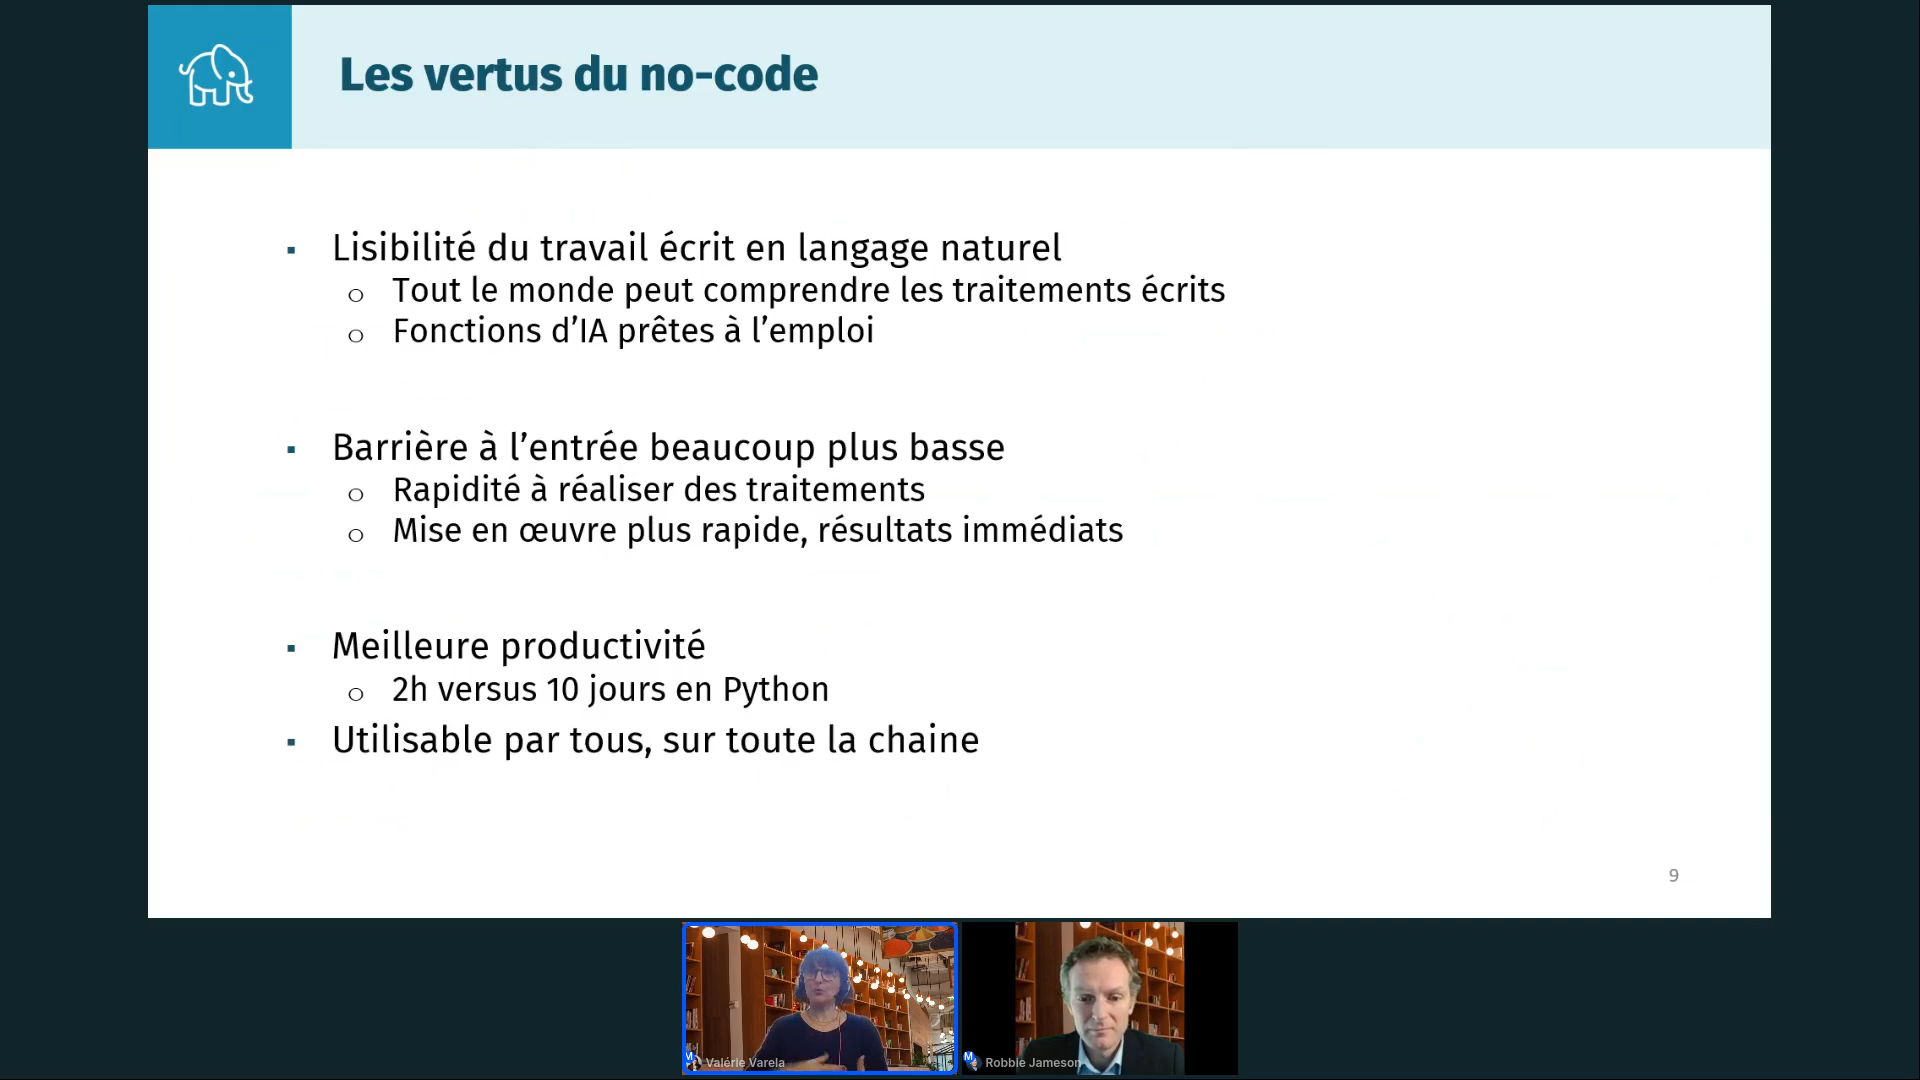 Les vertus du no-code
▪ Lisibilité du travail écrit en langage naturel
o Tout le monde peut comprendre les traitements écrits
o Fonctions d’IA prêtes à l’emploi
▪ Barrière à l’entrée beaucoup plus basse
o Rapidité à réaliser des traitements
o Mise en œuvre plus rapide, résultats immédiats
▪ Meilleure productivité
o 2h versus 10 jours en Python
▪ Utilisable par tous, sur toute la chaine
9
M Valérie Varela
M Robbie Jameson